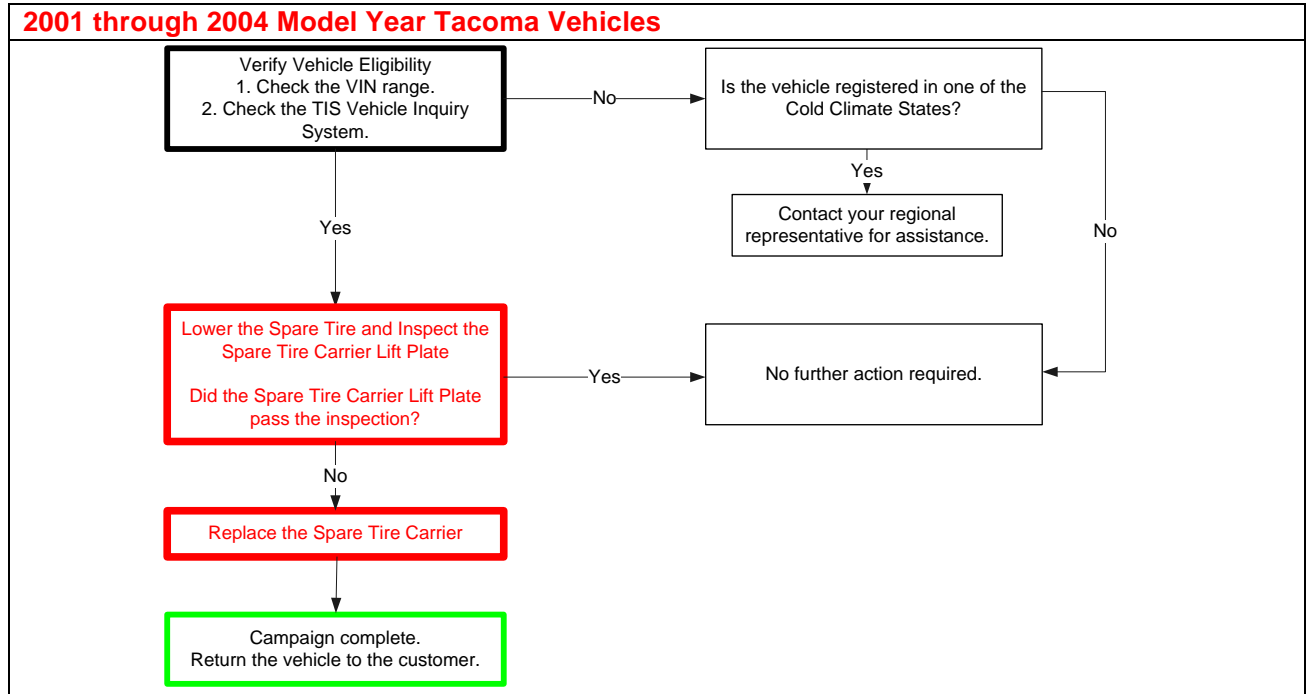 2001 through 2004 Model Year Tacoma Vehicles
Verify Vehicle Eligibility
1. Check the VIN range.
2. Check the TIS Vehicle Inquiry
System.
No
Is the vehicle registered in one of the
Cold Climate States?
Yes
Contact your regional
representative for assistance.
No
Yes
Lower the Spare Tire and Inspect the
Spare Tire Carrier Lift Plate
Did the Spare Tire Carrier Lift Plate
pass the inspection?
Yes
No further action required.
No
Replace the Spare Tire Carrier
Campaign complete.
Return the vehicle to the customer.